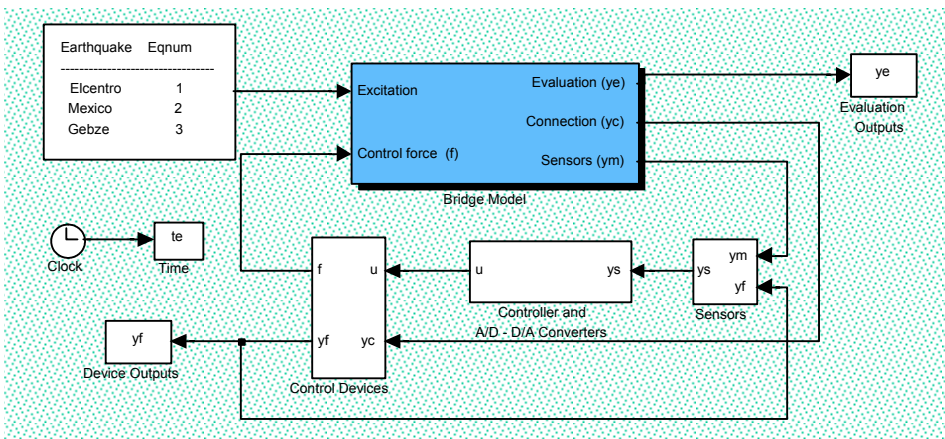 Earthquake Eqnum
--------------------------------
Elcentro 1
Mexico 2
Gebze 3
Excitation
Control force (f)
Evaluation (ye)
Connection (yc)
Sensors (ym)
Bridge Model
ye
Evaluation
Outputs
Clock
te
Time
f
u
yf
yc
Control Devices
u
ys
Controller and
A/D - D/A Converters
ys
ym
yf
Sensors
yf
Device Outputs